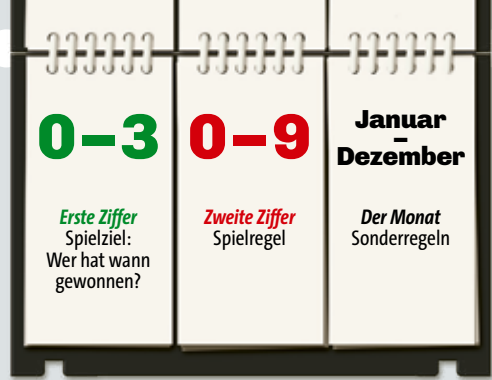 0–3
Erste Ziffer
Spielziel:
Wer hat wann
gewonnen?
0–9
Zweite Ziffer
Spielregel
Januar
–
Dezember
Der Monat
Sonderregeln